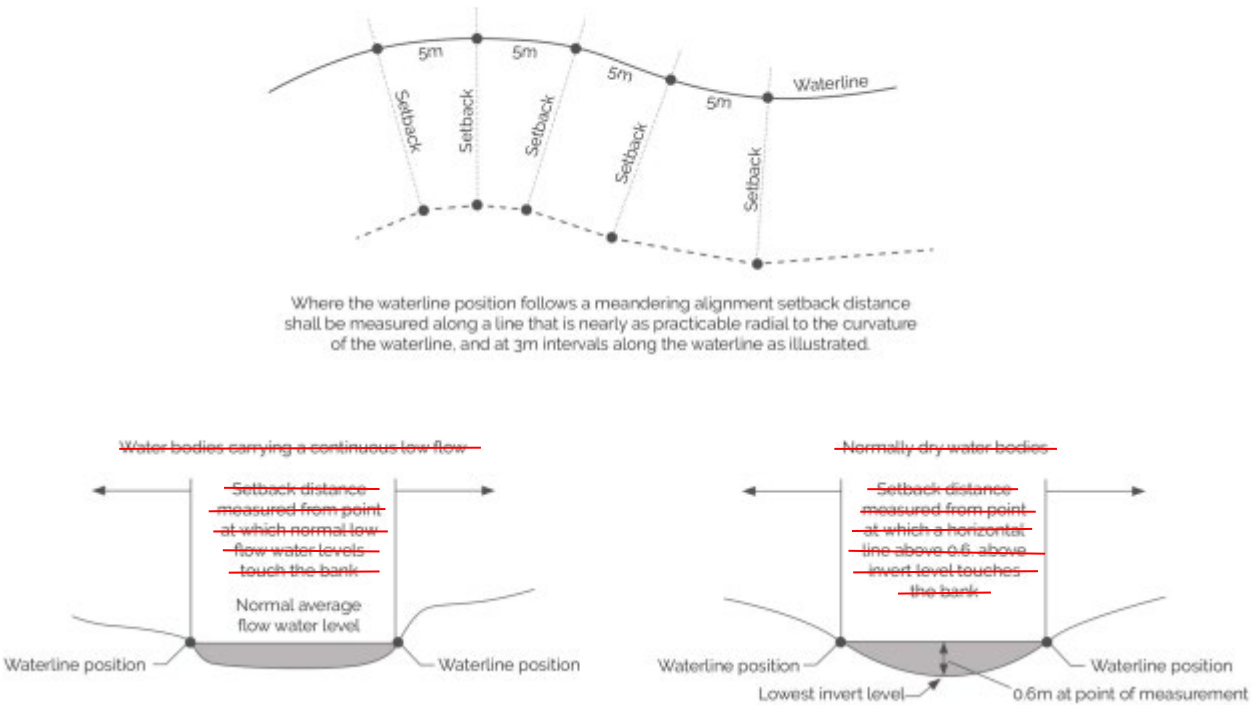 5m
5m
5m
5m
Waterline
Setback
Setback
Setback
Setback
Setback
Where the waterline position follows a meandering alignment setback distance
shall be measured along a line that is nearly as practicable radial to the curvature
of the waterline, and at 3m intervals along the waterline as illustrated.
Water bodies carrying a continuous low flow
Setback distance
measured from point
at which normal low
flow water levels
touch the bank
Normal average
flow water level
Waterline position
Waterline position
Normally dry water bodies
Setback distance
measured from point
at which a horizontal
line above 0.6. above
invert level touches
the bank
Waterline position
Waterline position
Lowest invert level
0.6m at point of measurement